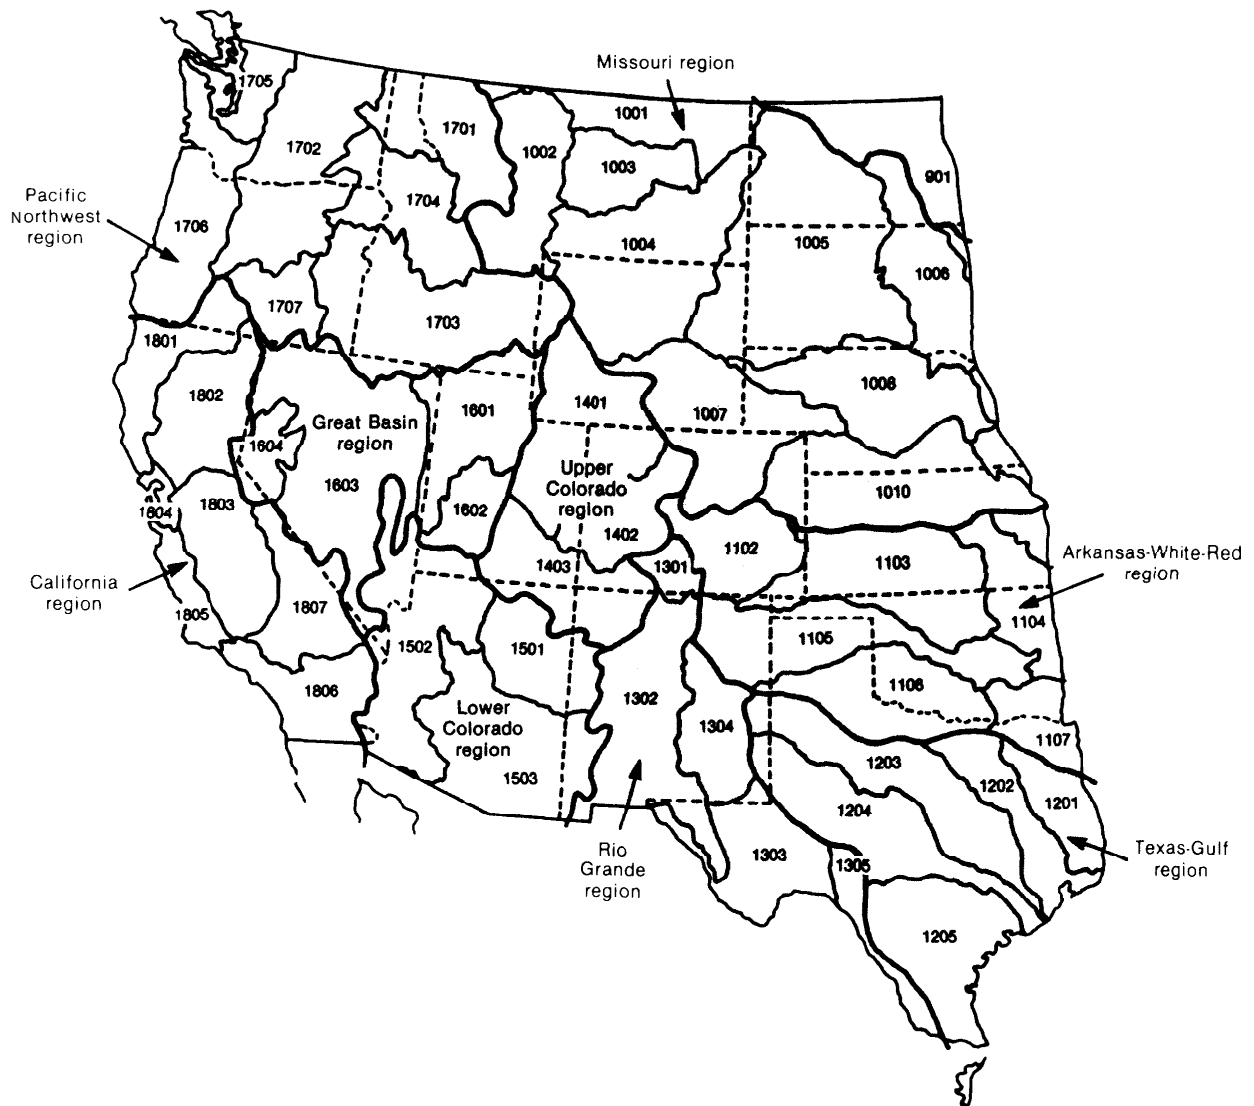 Missouri region
1705
1001
1701
1702
1002
1003
901
Pacific
Northwest
region
1704
1706
1004
1005
1006
1707
1703
1801
1802
1601
1401
1007
1008
Great Basin
region
1604
Upper
Colorado
region
1603
1803
1804
1602
1010
1402
1102
1103
Arkansas-White-Red
region
California
region
1403
1301
1805
1807
1104
1502
1501
1105
1806
1302
1106
Lower
Colorado
region
1304
1107
1503
1203
1202
1201
1204
Rio
Grande
region
1303
1305
Texas-Gulf
region
1205